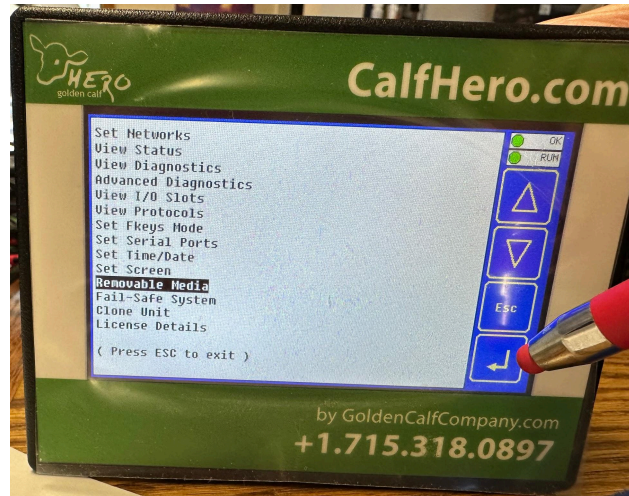 HERO
golden calf
CalfHero.com
Set Networks
View Status
View Diagnostics
Advanced Diagnostics
View I/O Slots
View Protocols
Set Fkeys Mode
Set Serial Ports
Set Time/Date
Set Screen
Removable Media
Fail-Safe System
Clone Unit
License Details
( Press ESC to exit )
OK
RUN
Esc
by GoldenCalfCompany.com
+1.715.318.0897